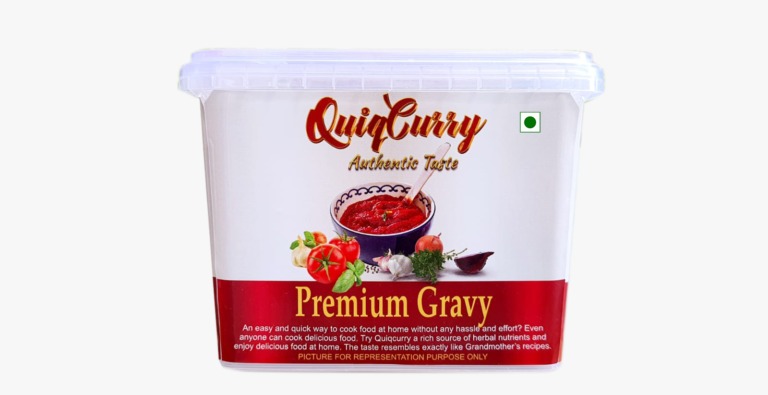 QuiqCurry
Authentic Taste
Premium Gravy
An easy and quick way to cook food at home without any hassle and effort? Even
anyone can cook delicious food. Try Quiqcurry a rich source of herbal nutrients and
enjoy delicious food at home. The taste resembles exactly like Grandmother's recipes.
PICTURE FOR REPRESENTATION PURPOSE ONLY